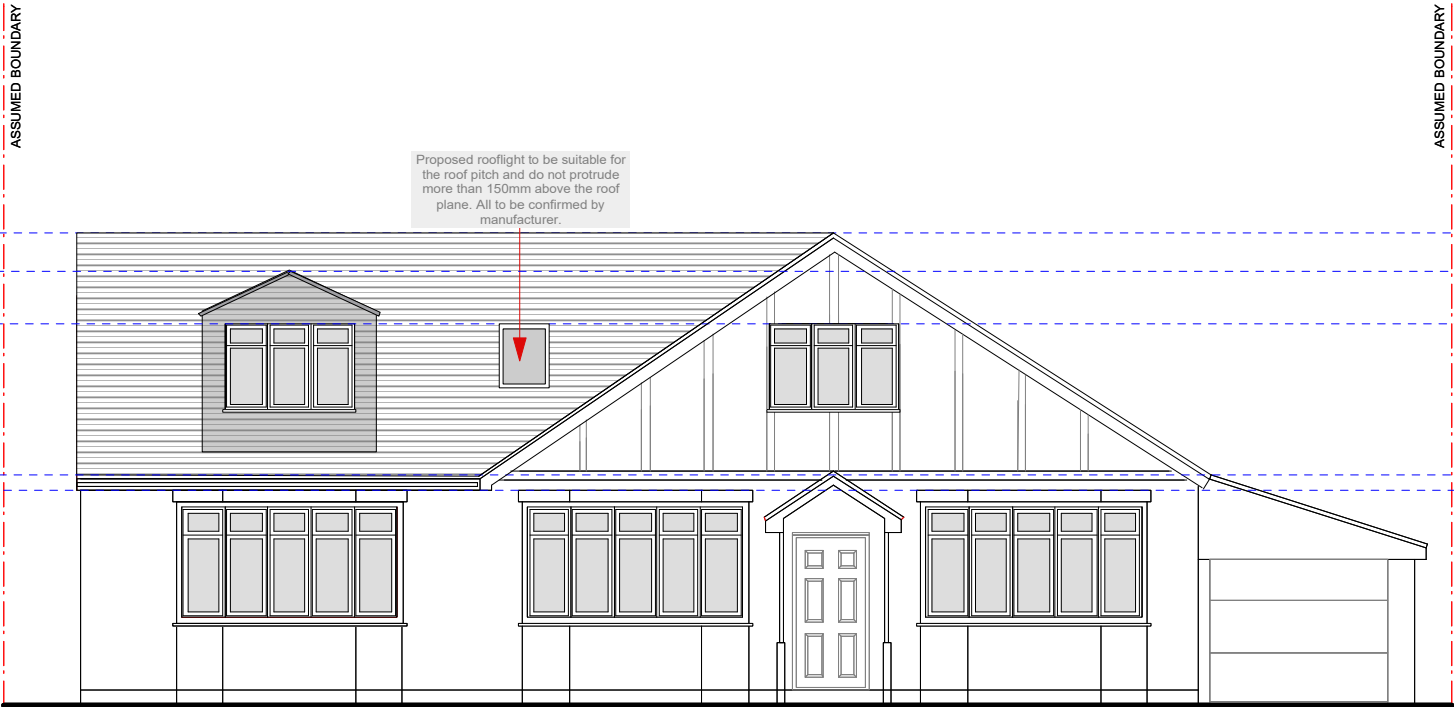 ASSUMED BOUNDARY
ASSUMED BOUNDARY
Proposed rooflight to be suitable for
the roof pitch and do not protrude
more than 150mm above the roof
plane. All to be confirmed by
manufacturer.